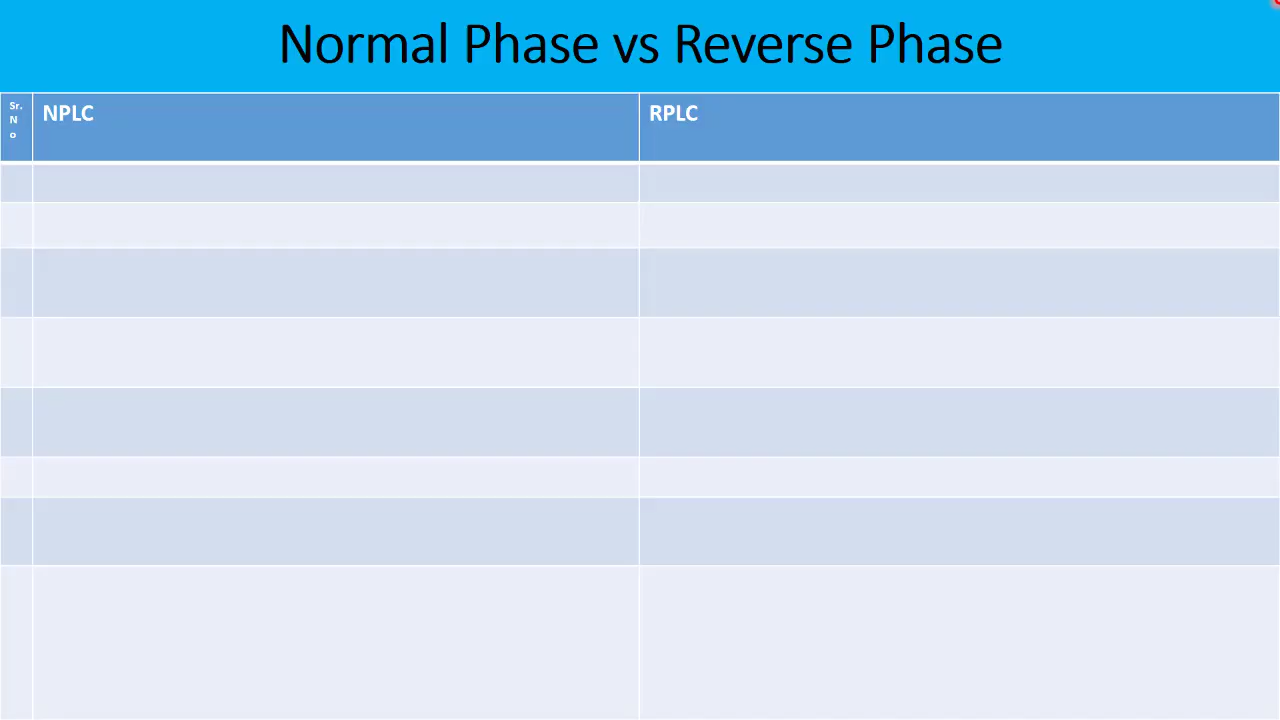 Normal Phase vs Reverse Phase
Sr.
N
o
NPLC
RPLC